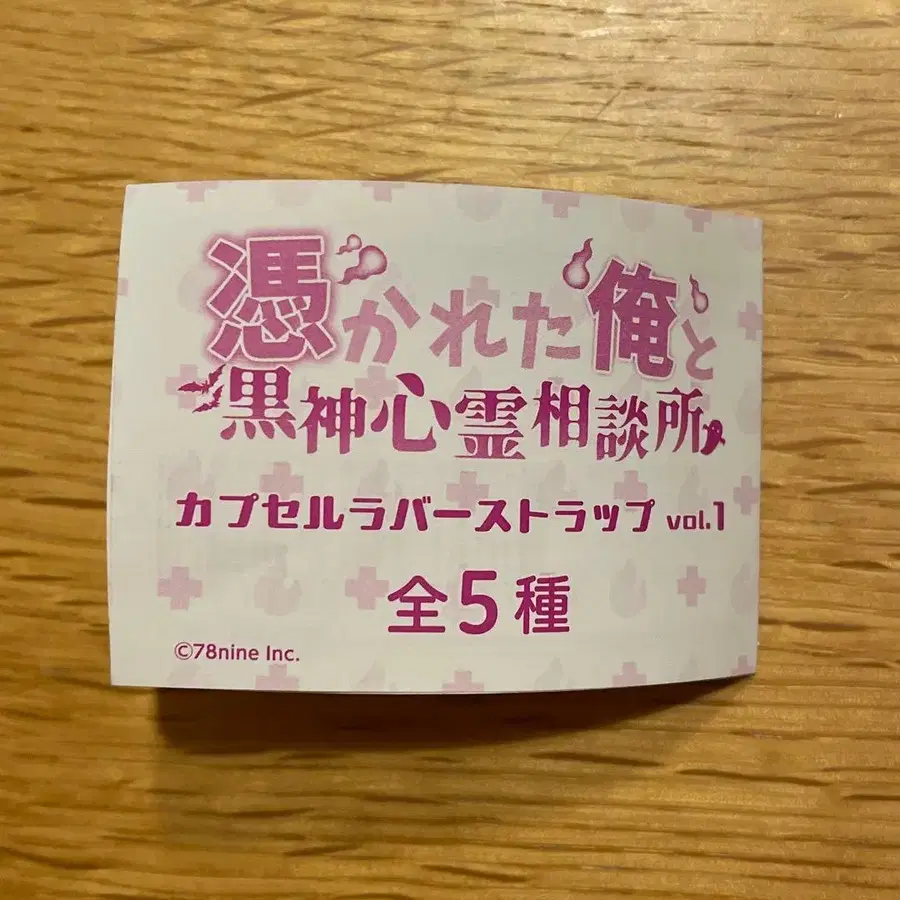 憑かれた俺と
黒神心霊相談所
カプセルラバーストラップ vol.1
全5種
©78nine Inc.